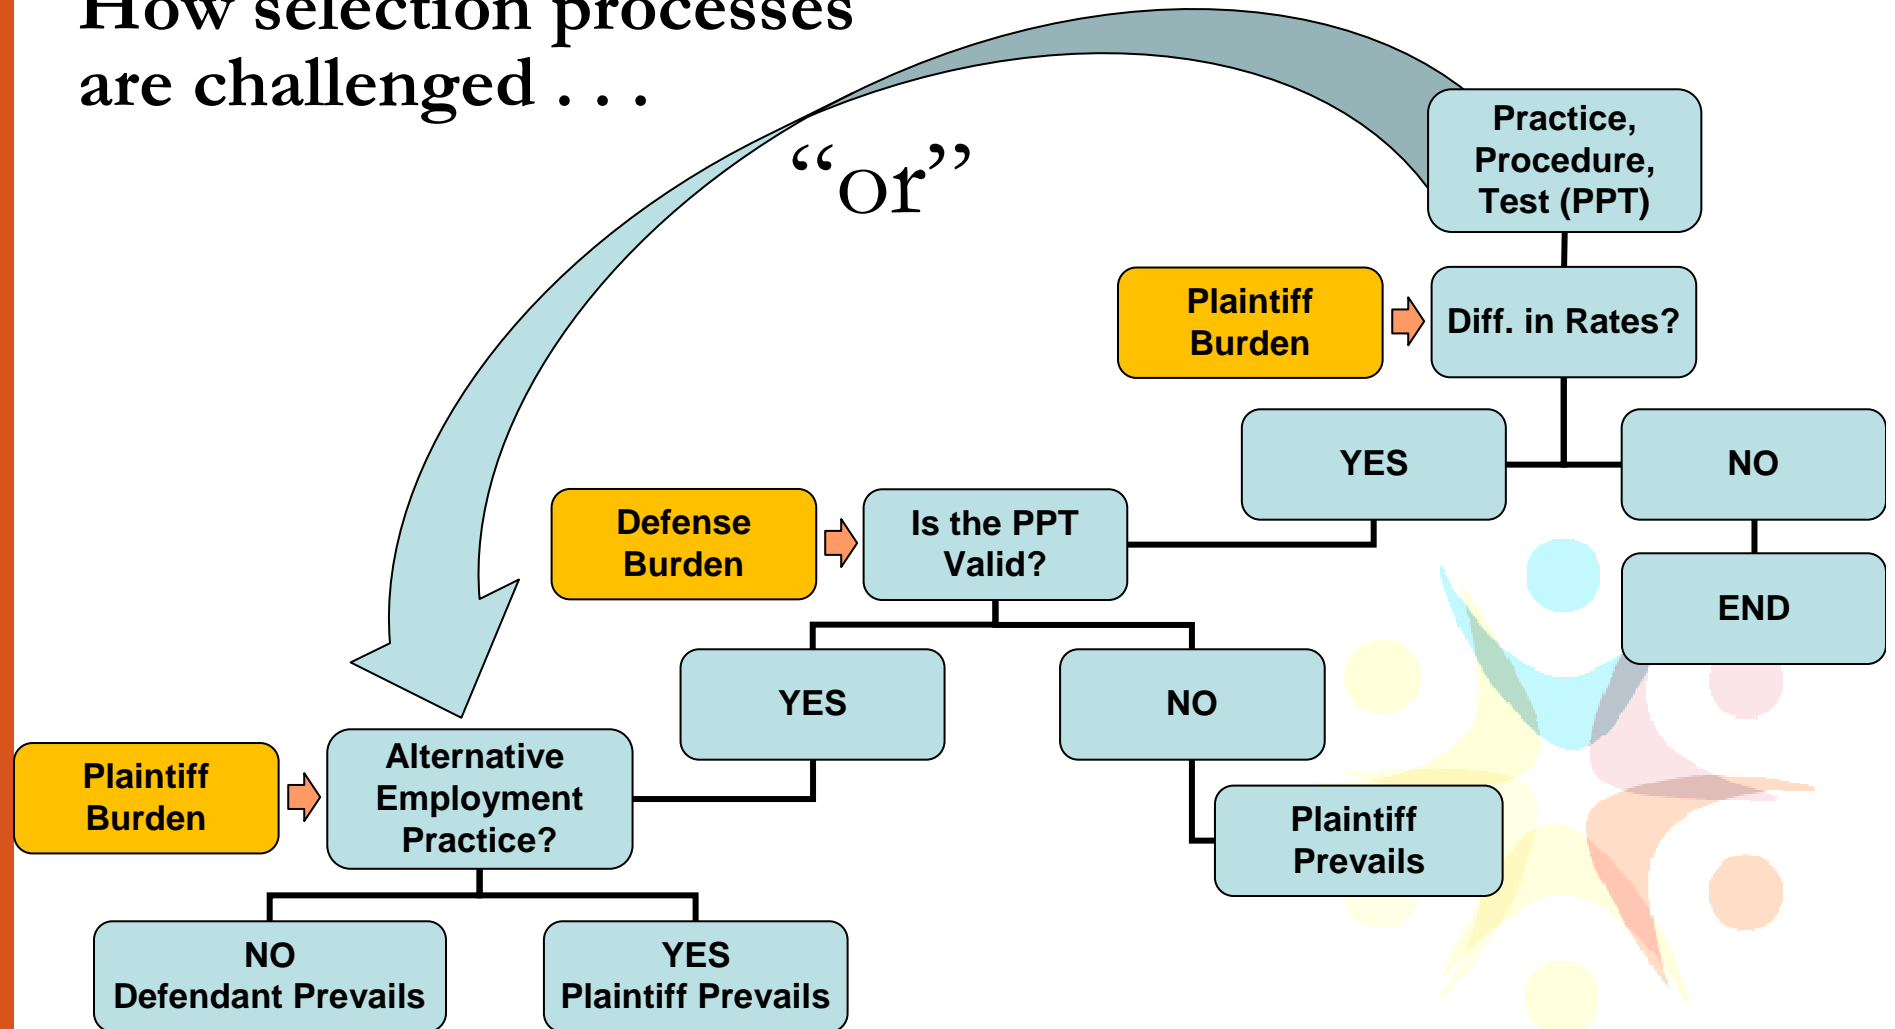 How selection processes
are challenged . . .
“or”
Practice,
Procedure,
Test (PPT)
Plaintiff
Burden
Diff. in Rates?
YES
NO
Defense
Burden
Is the PPT
Valid?
END
YES
NO
Plaintiff
Burden
Alternative
Employment
Practice?
Plaintiff
Prevails
NO
Defendant Prevails
YES
Plaintiff Prevails